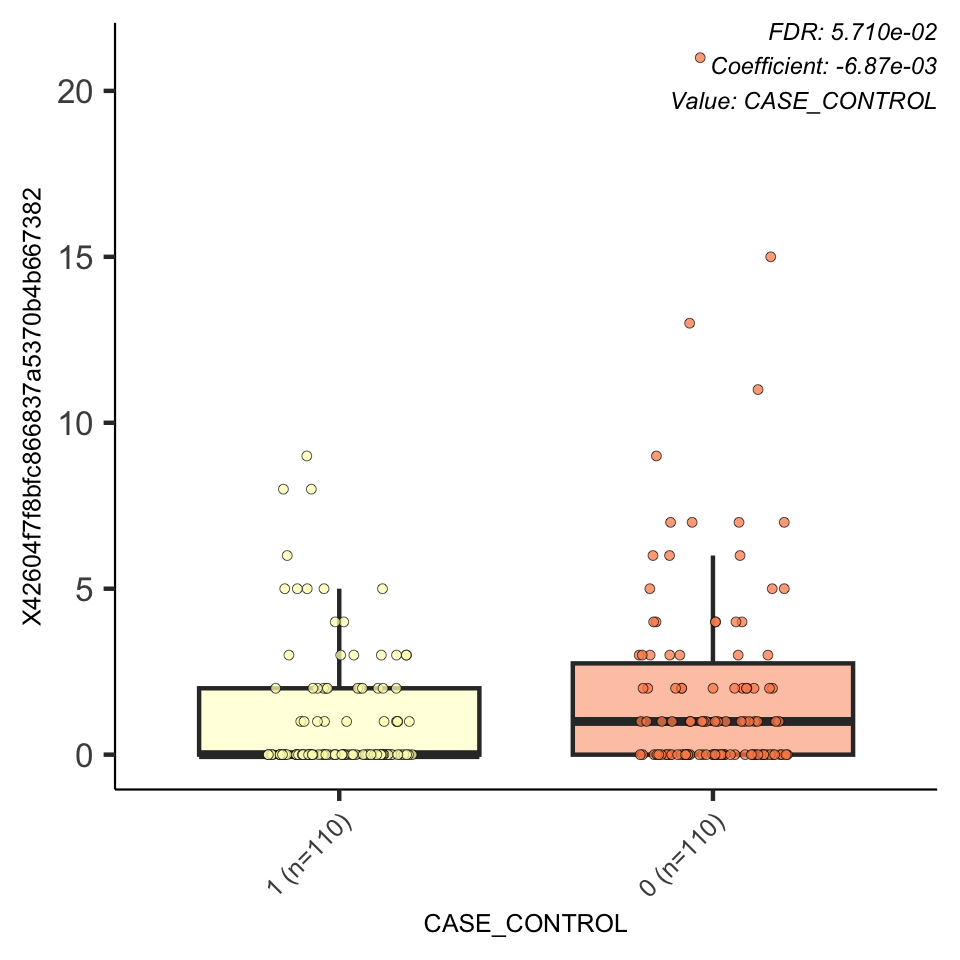 FDR: 5.710e-02
Coefficient: -6.87e-03
Value: CASE_CONTROL
20
15
10
5
0
X42604f7f8bfc866837a5370b4b667382
1 (n=110)
0 (n=110)
CASE_CONTROL